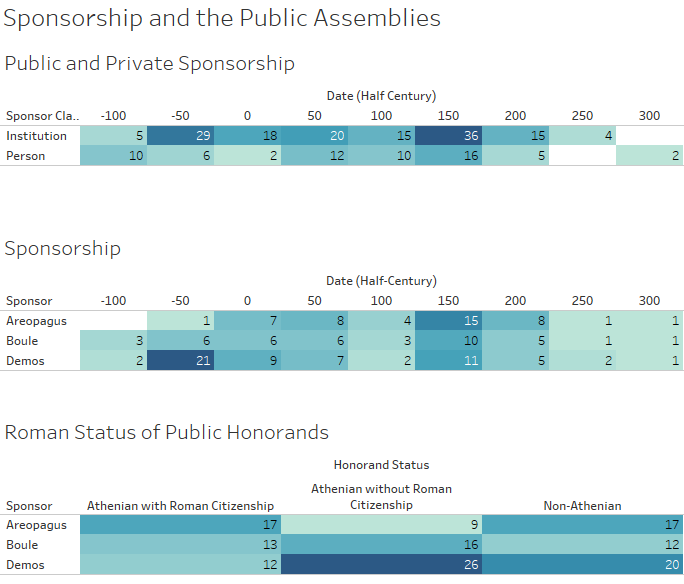 Sponsorship and the Public Assemblies
Public and Private Sponsorship
Date (Half Century)
Sponsor Cla.. -100 -50 0 50 100 150 200 250 300
Institution 5 29 18 20 15 36 15 4
Person 10 6 2 12 10 16 5 2
Sponsorship
Date (Half-Century)
Sponsor -100 -50 0 50 100 150 200 250 300
Areopagus 1 7 8 4 15 8 1 1
Boule 3 6 6 6 3 10 5 1 1
Demos 2 21 9 7 2 11 5 2 1
Roman Status of Public Honorands
Honorand Status
Athenian without Roman
Sponsor Athenian with Roman Citizenship Citizenship Non-Athenian
Areopagus 17 9 17
Boule 13 16 12
Demos 12 26 20